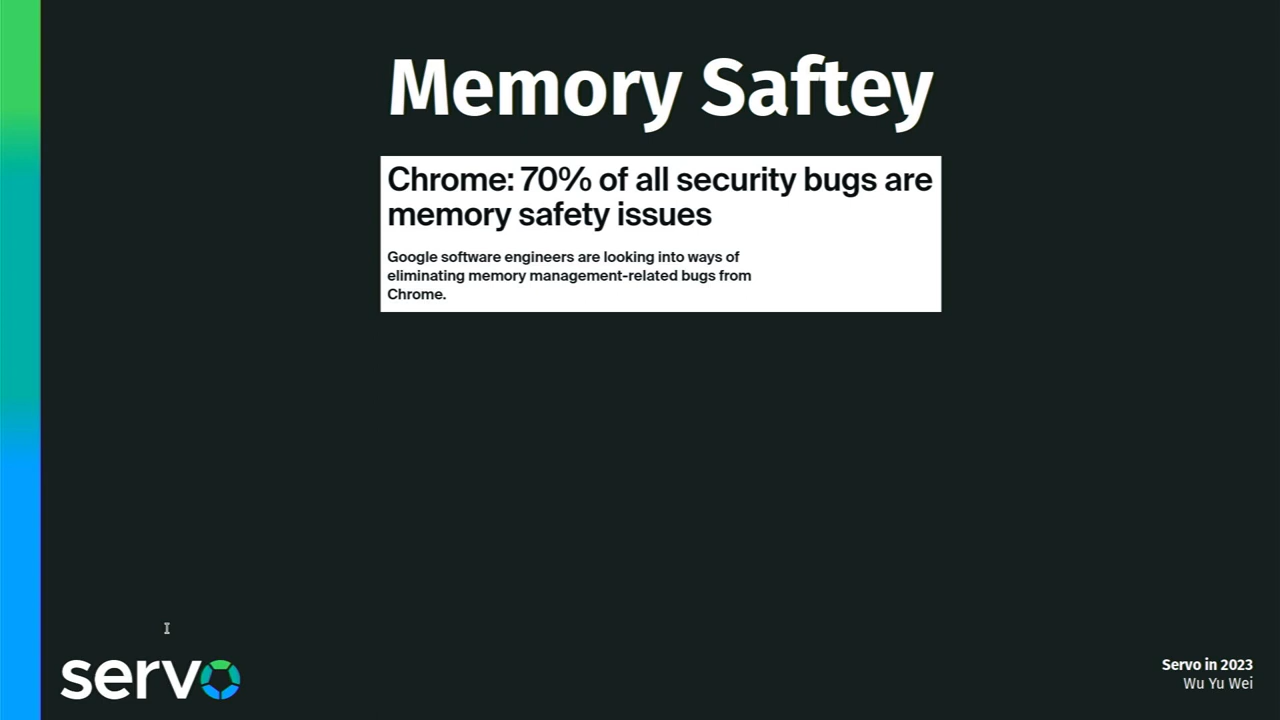 Memory Saftey
Chrome: 70% of all security bugs are
memory safety issues
Google software engineers are looking into ways of
eliminating memory management-related bugs from
Chrome.
servo
Servo in 2023
Wu Yu Wei